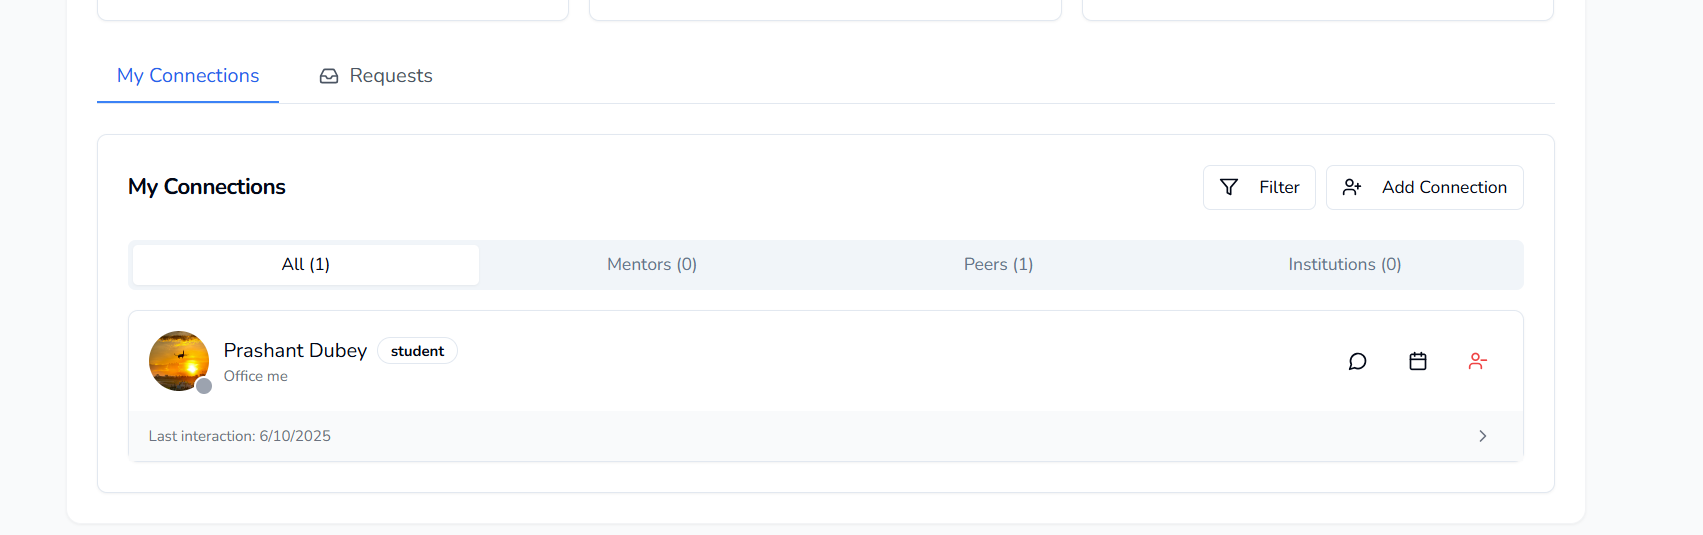 My Connections
Requests
My Connections
Filter
Add Connection
All (1)
Mentors (0)
Peers (1)
Institutions (0)
Prashant Dubey
student
Office me
Last interaction: 6/10/2025